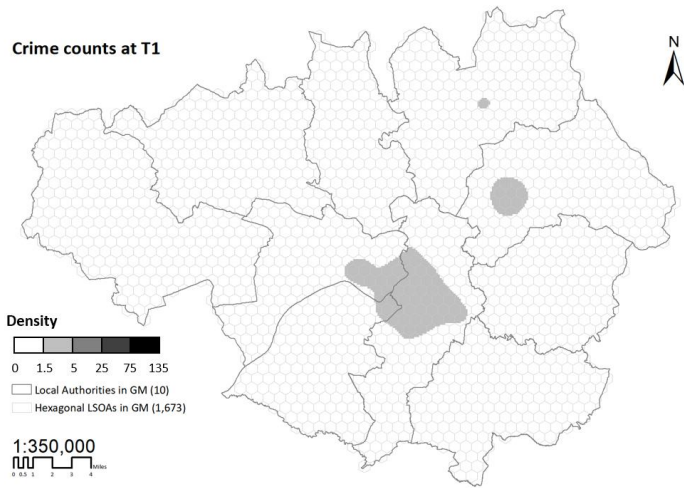 Crime counts at T1
N
Density
0 1.5 5 25 75 135
Local Authorities in GM (10)
Hexagonal LSOAs in GM (1,673)
1:350,000
Miles
0 0.5 1 2 3 4